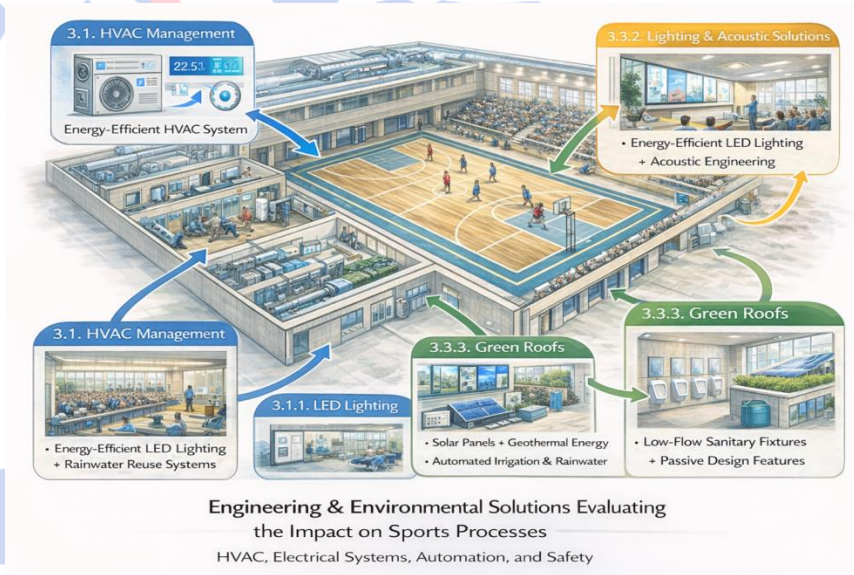 3.1. HVAC Management
22.5
Energy-Efficient HVAC System
3.3.2. Lighting & Acoustic Solutions
• Energy-Efficient LED Lighting
+ Acoustic Engineering
3.1. HVAC Management
• Energy-Efficient LED Lighting
+ Rainwater Reuse Systems
3.1.1. LED Lighting
3.3.3. Green Roofs
• Solar Panels + Geothermal Energy
• Automated Irrigation & Rainwater
3.3.3. Green Roofs
• Low-Flow Sanitary Fixtures
+ Passive Design Features
Engineering & Environmental Solutions Evaluating
the Impact on Sports Processes
HVAC, Electrical Systems, Automation, and Safety